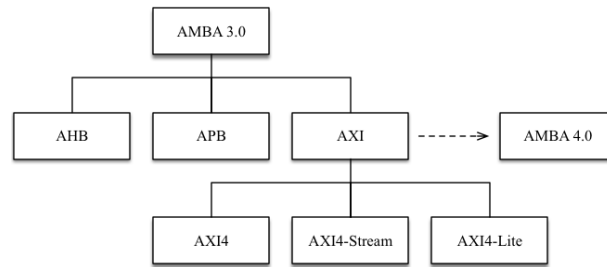 AMBA 3.0
AHB
APB
AXI
AMBA 4.0
AXI4
AXI4-Stream
AXI4-Lite